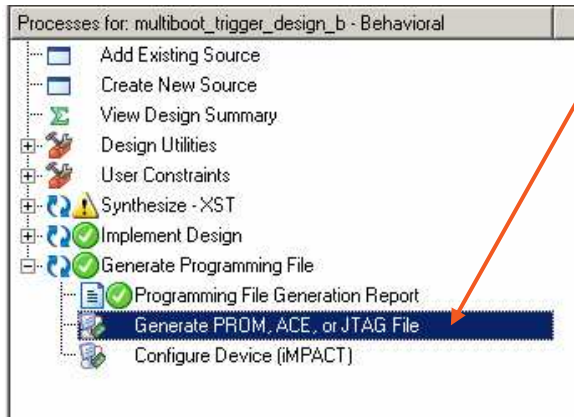 Processes for: multiboot_trigger_design_b - Behavioral
Add Existing Source
Create New Source
View Design Summary
Design Utilities
User Constraints
Synthesize - XST
Implement Design
Generate Programming File
Programming File Generation Report
Generate PROM, ACE, or JTAG File
Configure Device (iMPACT)